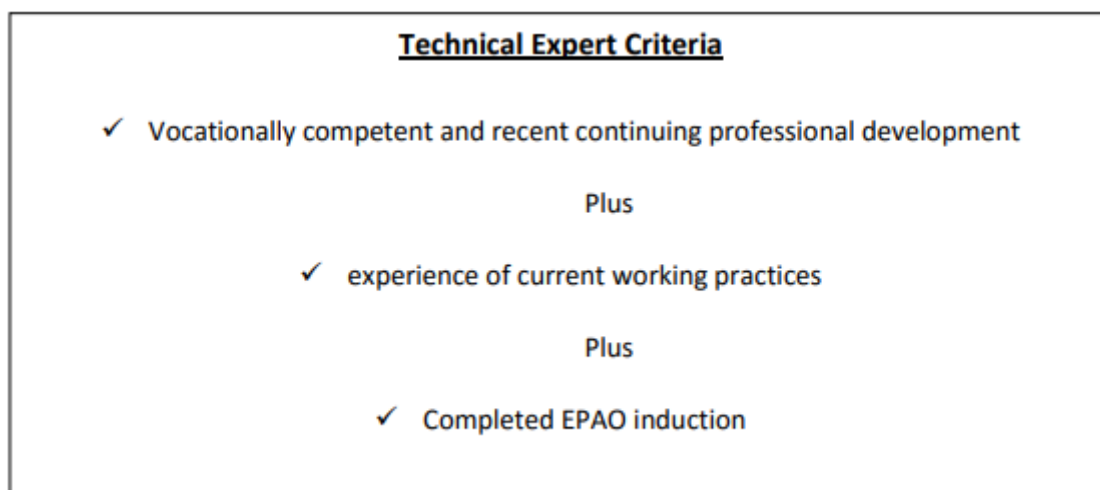 Technical Expert Criteria
✓ Vocationally competent and recent continuing professional development
Plus
✓ experience of current working practices
Plus
✓ Completed EPAO induction